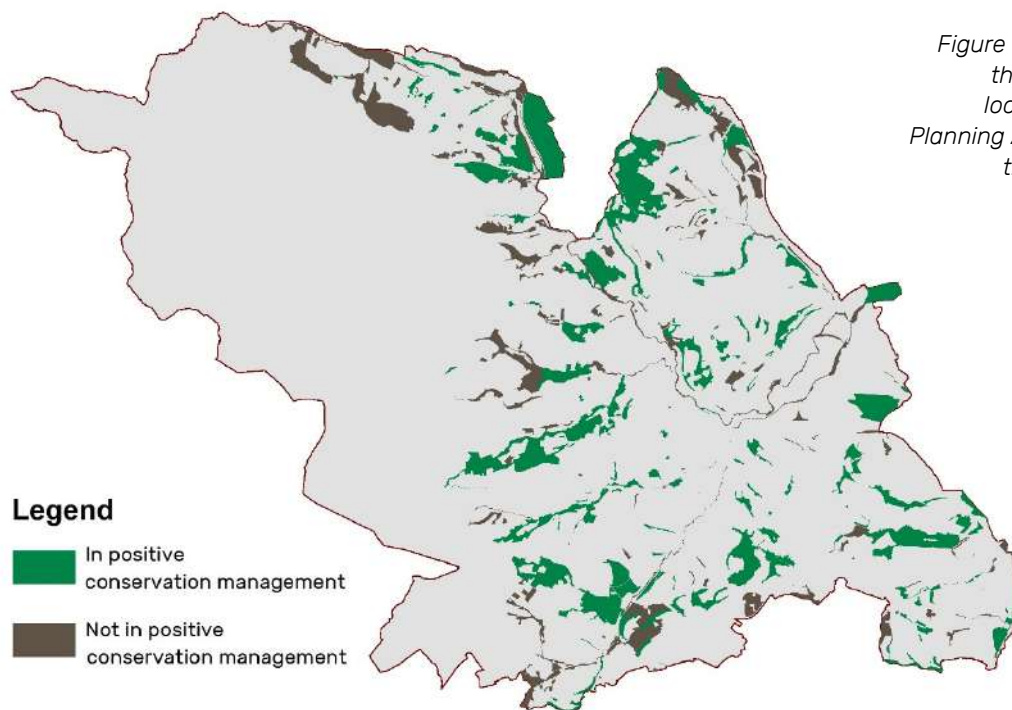 Figure
th
loc
Planning
t
Legend
In positive
conservation management
Not in positive
conservation management